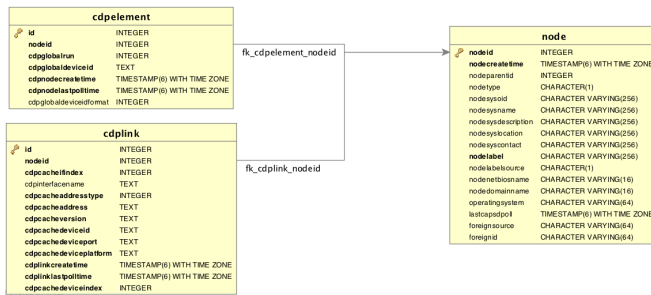 cdpelement
id INTEGER
nodeid INTEGER
cdpglobalrun INTEGER
cdpglobaldeviceid TEXT
cdpnodecreatetime TIMESTAMP(6) WITH TIME ZONE
cdpnodelastpolltime TIMESTAMP(6) WITH TIME ZONE
cdpglobaldeviceidformat INTEGER
fk_cdpelement_nodeid
cdplink
id INTEGER
nodeid INTEGER
cdpcacheifindex INTEGER
cdpinterfacename TEXT
cdpcacheaddresstype INTEGER
cdpcacheaddress TEXT
cdpcacheversion TEXT
cdpcachedeviceid TEXT
cdpcachedeviceport TEXT
cdpcachedeviceplatform TEXT
cdplinkcreatetime TIMESTAMP(6) WITH TIME ZONE
cdplinklastpolltime TIMESTAMP(6) WITH TIME ZONE
cdpcachedeviceindex INTEGER
fk_cdplink_nodeid
node
nodeid INTEGER
nodecreatetime TIMESTAMP(6) WITH TIME ZONE
nodeparentid INTEGER
nodetype CHARACTER(1)
nodesysoid CHARACTER VARYING(256)
nodesysname CHARACTER VARYING(256)
nodesysdescription CHARACTER VARYING(256)
nodesyslocation CHARACTER VARYING(256)
nodesyscontact CHARACTER VARYING(256)
nodelabel CHARACTER VARYING(256)
nodelabelsource CHARACTER(1)
nodenetbiosname CHARACTER VARYING(16)
nodedomainname CHARACTER VARYING(16)
operatingsystem CHARACTER VARYING(64)
lastcapsdpoll TIMESTAMP(6) WITH TIME ZONE
foreignsource CHARACTER VARYING(64)
foreignid CHARACTER VARYING(64)